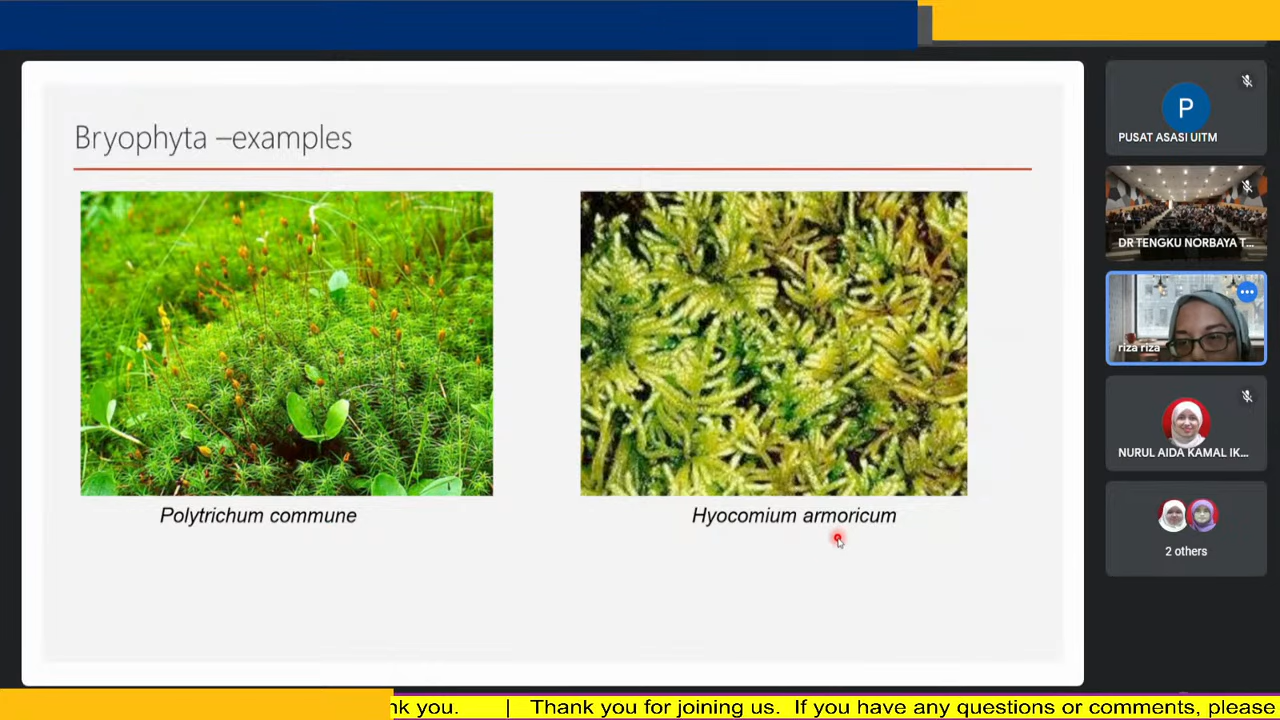 Bryophyta –examples
Polytrichum commune
Hyocomium armoricum
P
PUSAT ASASI UITM
DR TENGKU NORBAYA T...
riza riza
NURUL AIDA KAMAL IK...
2 others
nk you. | Thank you for joining us. If you have any questions or comments, please